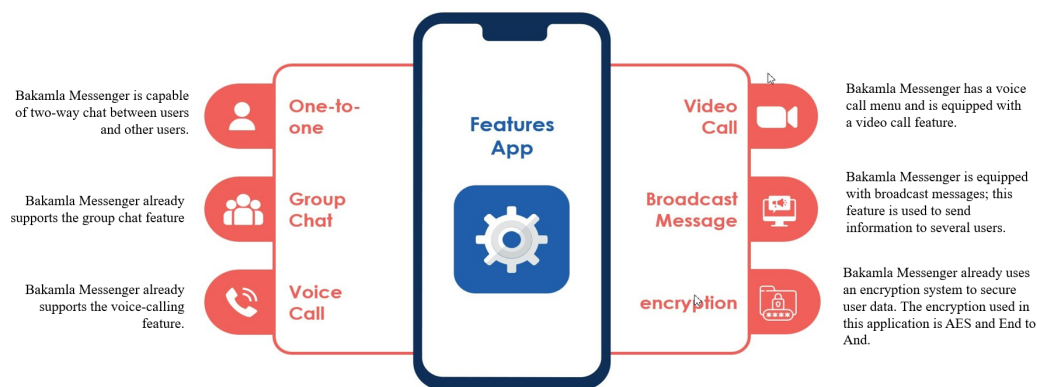 Bakamla Messenger is capable
of two-way chat between users
and other users.
One-to-
one
Bakamla Messenger already
supports the group chat feature
Group
Chat
Bakamla Messenger already
supports the voice-calling
feature.
Voice
Call
Features
App
Video
Call
Bakamla Messenger has a voice
call menu and is equipped with
a video call feature.
Broadcast
Message
Bakamla Messenger is equipped
with broadcast messages; this
feature is used to send
information to several users.
encryption
Bakamla Messenger already uses
an encryption system to secure
user data. The encryption used in
this application is AES and End to
And.